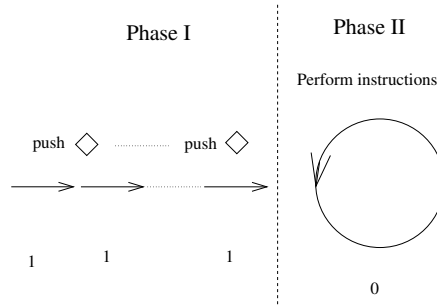 Phase I
Phase II
Perform instructions
push push
1 1 1
0